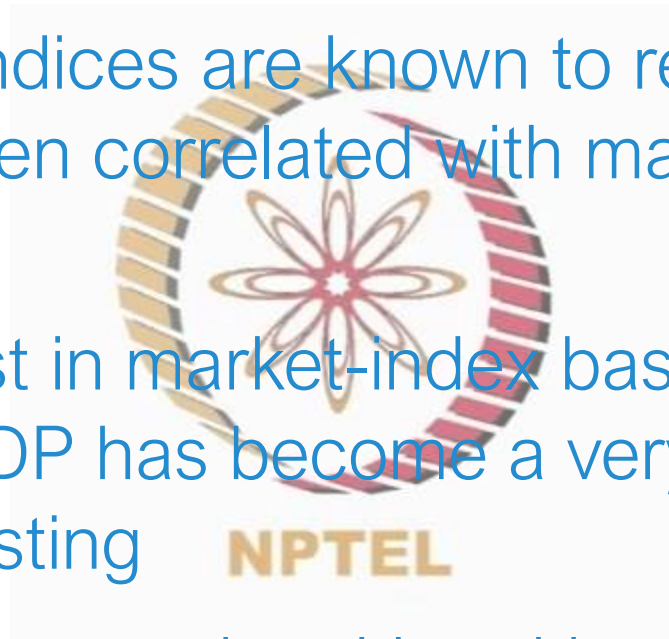 ndices are known to re
en correlated with ma
st in market-index bas
DP has become a very
sting
NPTEL